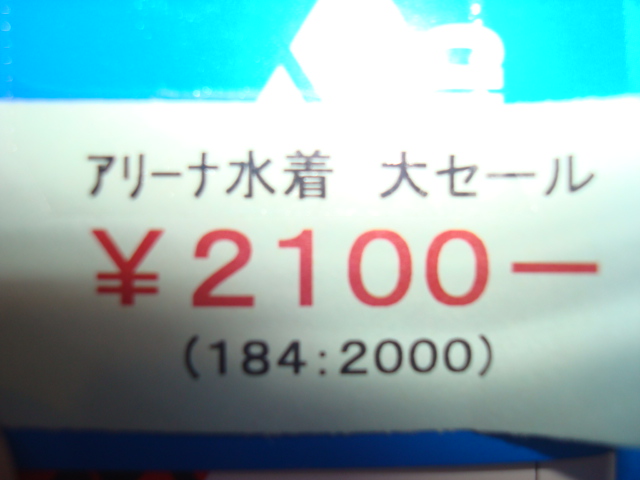 アリーナ水着 大セール
¥2100ー
(184:2000)